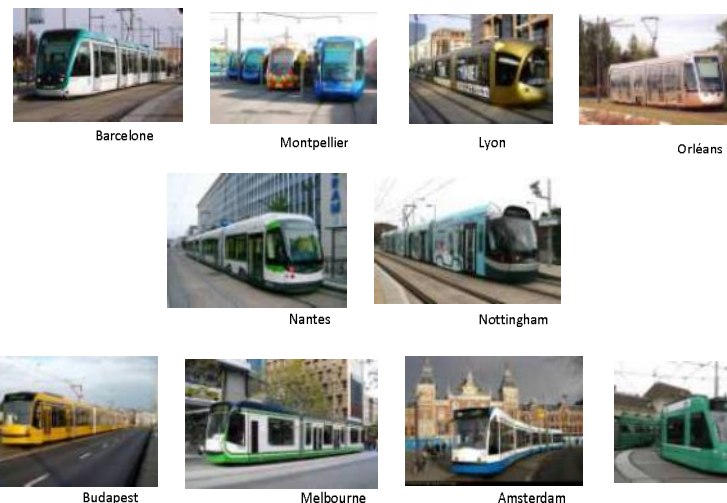 Barcelone
Montpellier
Lyon
Orléans
Nantes
Nottingham
Budapest
Melbourne
Amsterdam